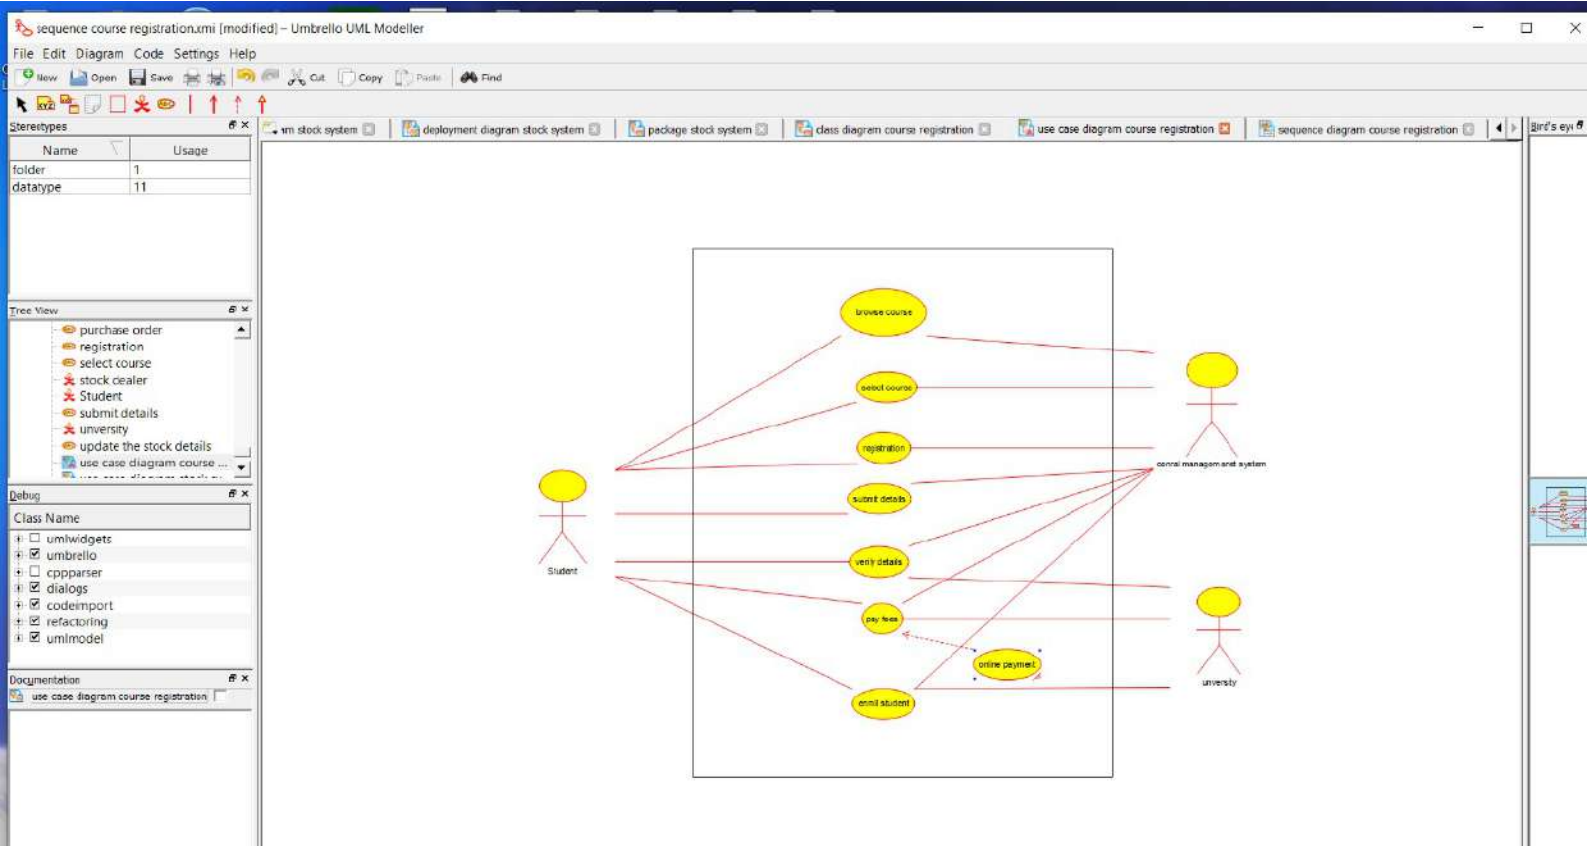 sequence course registration.xmi [modified] – Umbrello UML Modeller
File Edit Diagram Code Settings Help
New Open Save Cut Copy Paste Find
Stereotypes
Name Usage
folder 1
datatype 11
am stock system
deployment diagram stock system
package stock system
class diagram course registration
use case diagram course registration
sequence diagram course registration
Bird's ey
Tree View
purchase order
registration
select course
stock dealer
Student
submit details
unversity
update the stock details
use case diagram course ...
Debug
Class Name
umlwidgets
umbrello
cppparser
dialogs
codeimport
refactoring
umlmodel
Documentation
use case diagram course registration
browse course
select course
registration
submit details
verify details
pay fees
online payment
enroll student
Student
unversity